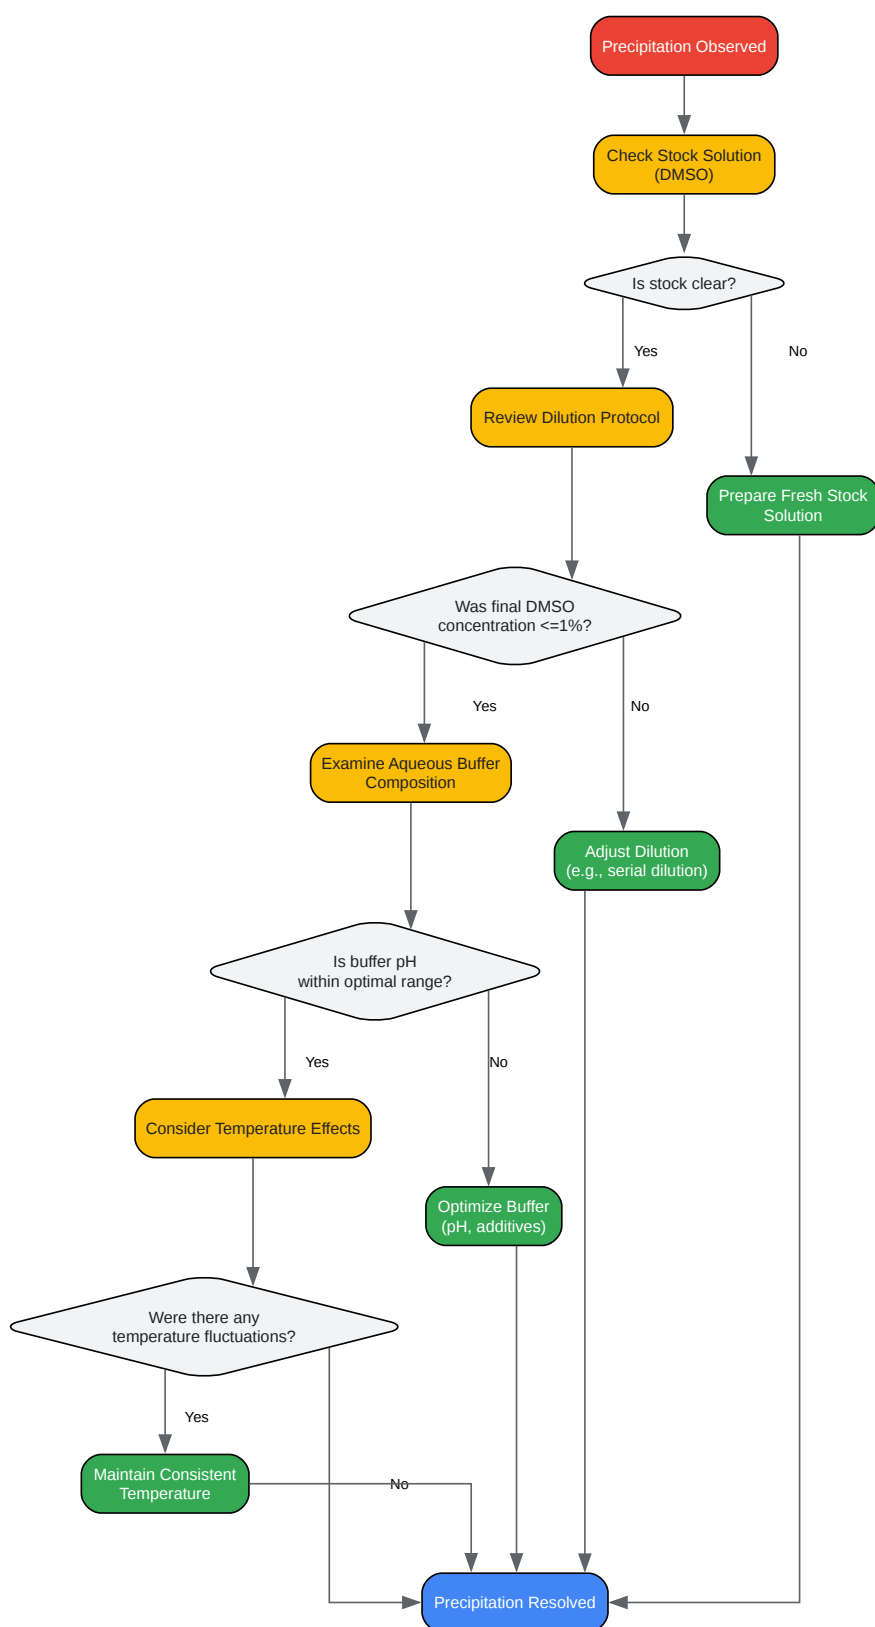 Precipitation Observed
Check Stock Solution
(DMSO)
Is stock clear?
Yes
No
Review Dilution Protocol
Prepare Fresh Stock
Solution
Was final DMSO
concentration <=1%?
Yes
No
Examine Aqueous Buffer
Composition
Adjust Dilution
(e.g., serial dilution)
Is buffer pH
within optimal range?
Yes
No
Consider Temperature Effects
Optimize Buffer
(pH, additives)
Were there any
temperature fluctuations?
Yes
Maintain Consistent
Temperature
No
Precipitation Resolved